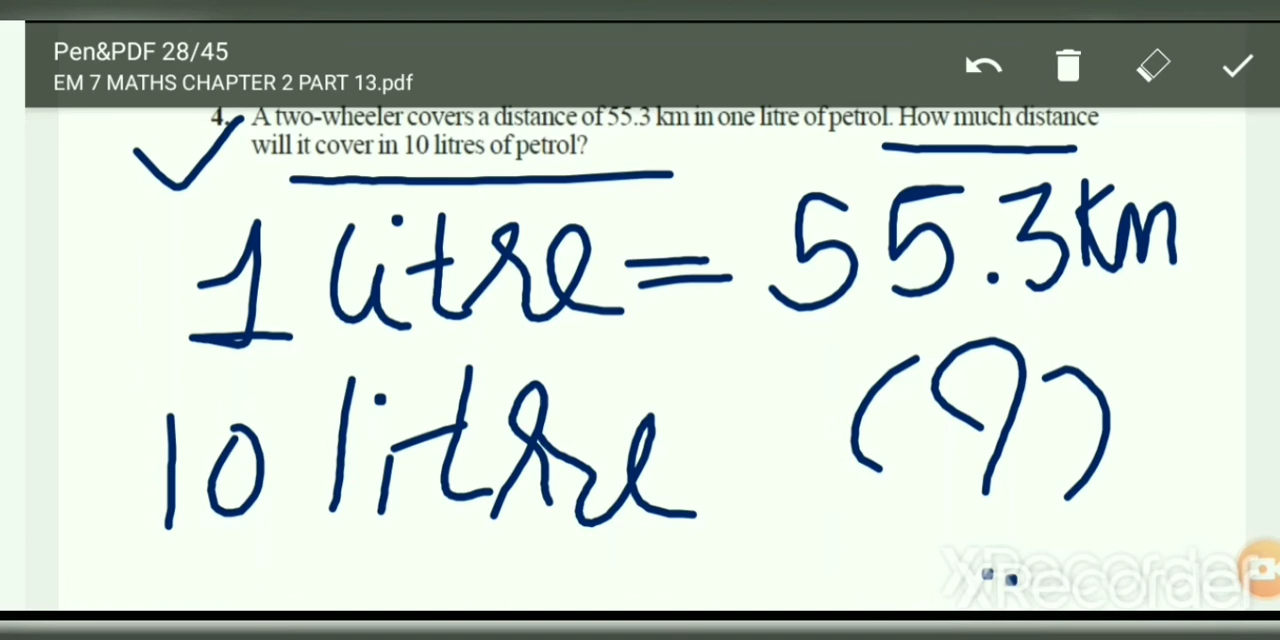 Pen&PDF 28/45
EM 7 MATHS CHAPTER 2 PART 13.pdf
4. A two-wheeler covers a distance of 55.3 km in one litre of petrol. How much distance
will it cover in 10 litres of petrol?
1 litre = 55.3 km
10 litre (?)
XRecorder
XRecorder